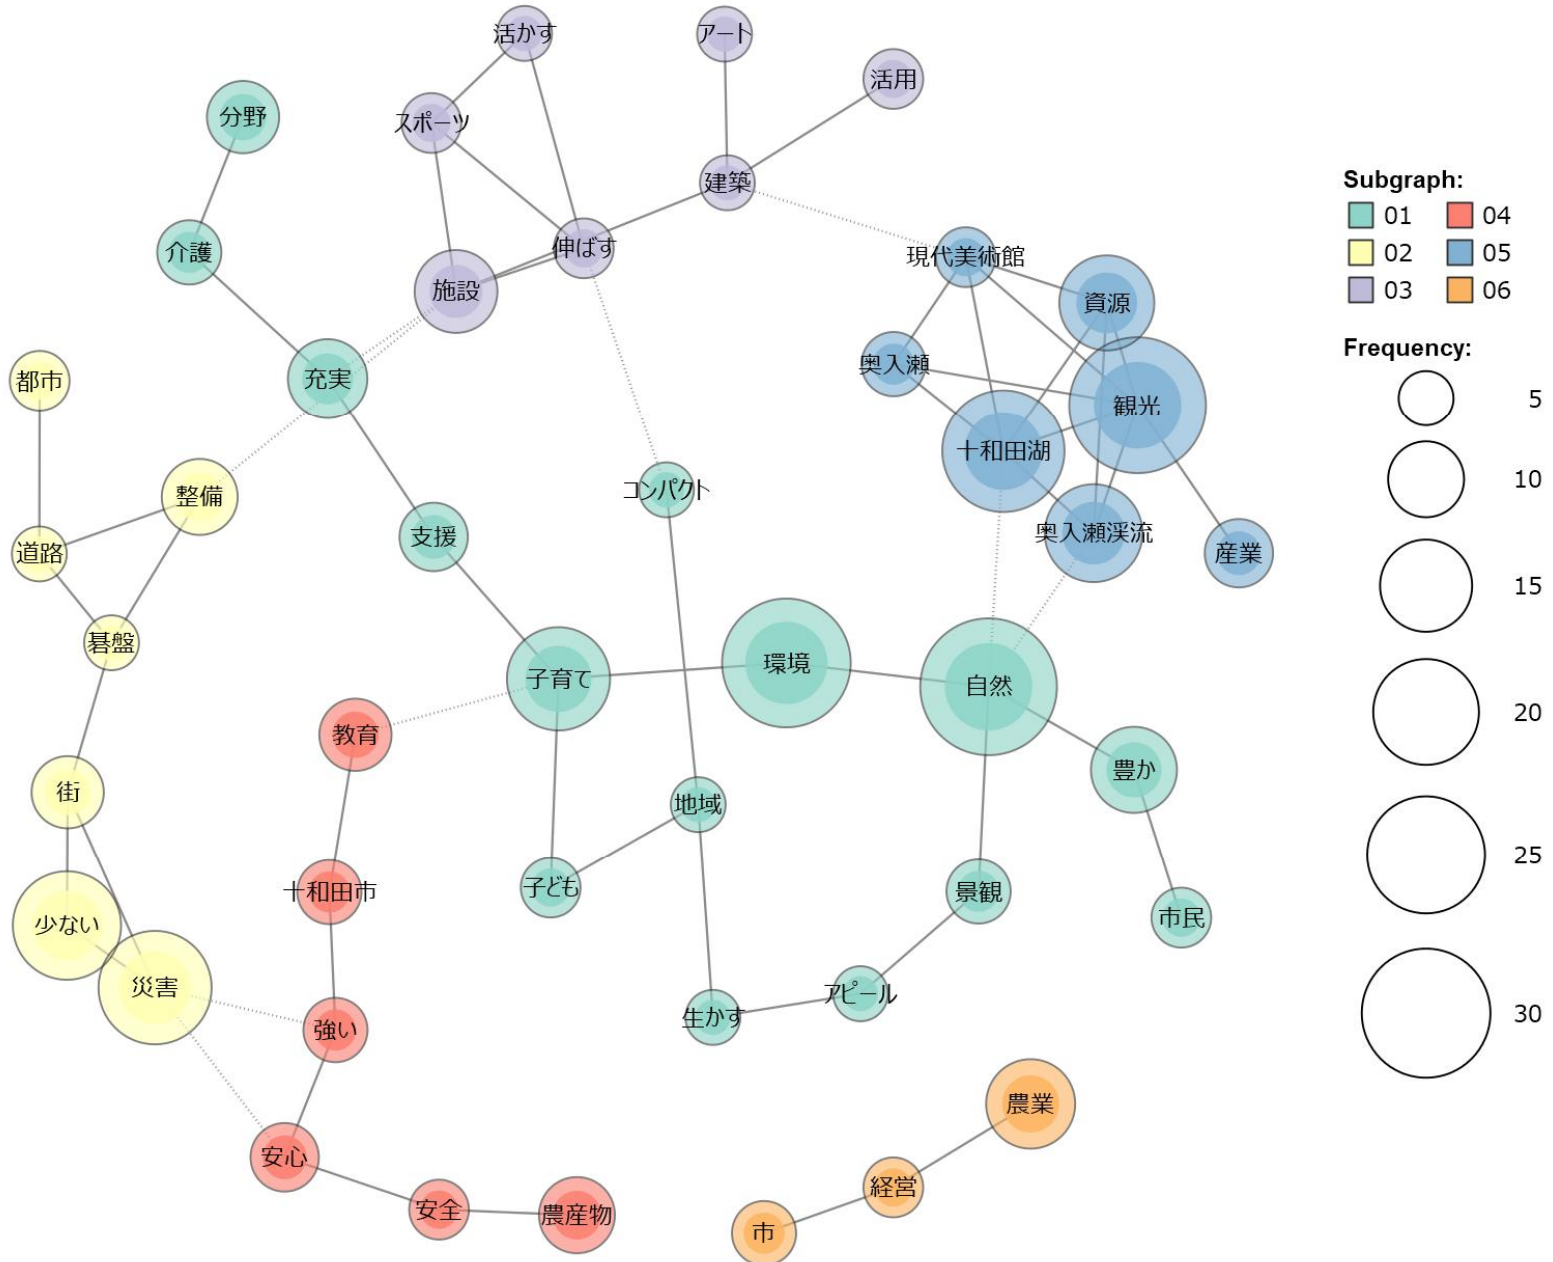 活かす
アート
活用
分野
スポーツ
建築
介護
伸ばす
施設
現代美術館
資源
奥入瀬
観光
十和田湖
奥入瀬渓流
産業
都市
充実
整備
道路
碁盤
支援
コンパクト
子育て
環境
自然
豊か
市民
教育
街
少ない
災害
十和田市
強い
安心
安全
農産物
子ども
地域
景観
生かす
アピール
農業
経営
市
Subgraph:
01 04
02 05
03 06
Frequency:
5
10
15
20
25
30